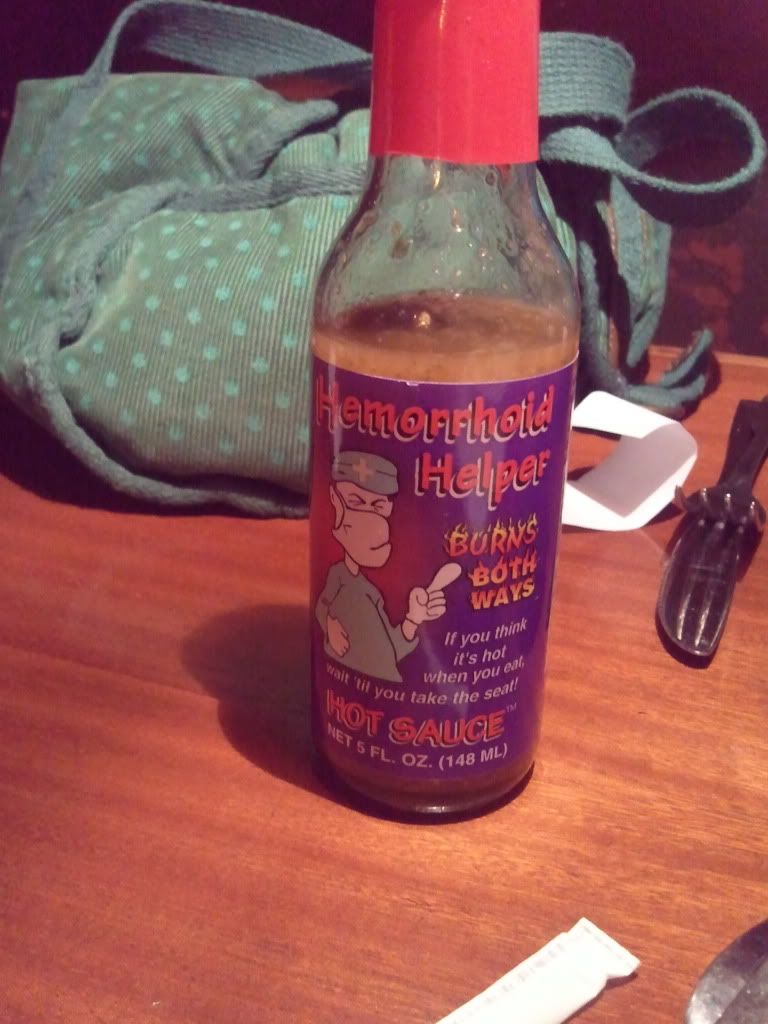 Hemorrhoid
Helper
BURNS
BOTH
WAYS
If you think
it's hot
when you eat,
wait 'til you take the seat!
HOT SAUCE™
NET 5 FL. OZ. (148 ML)